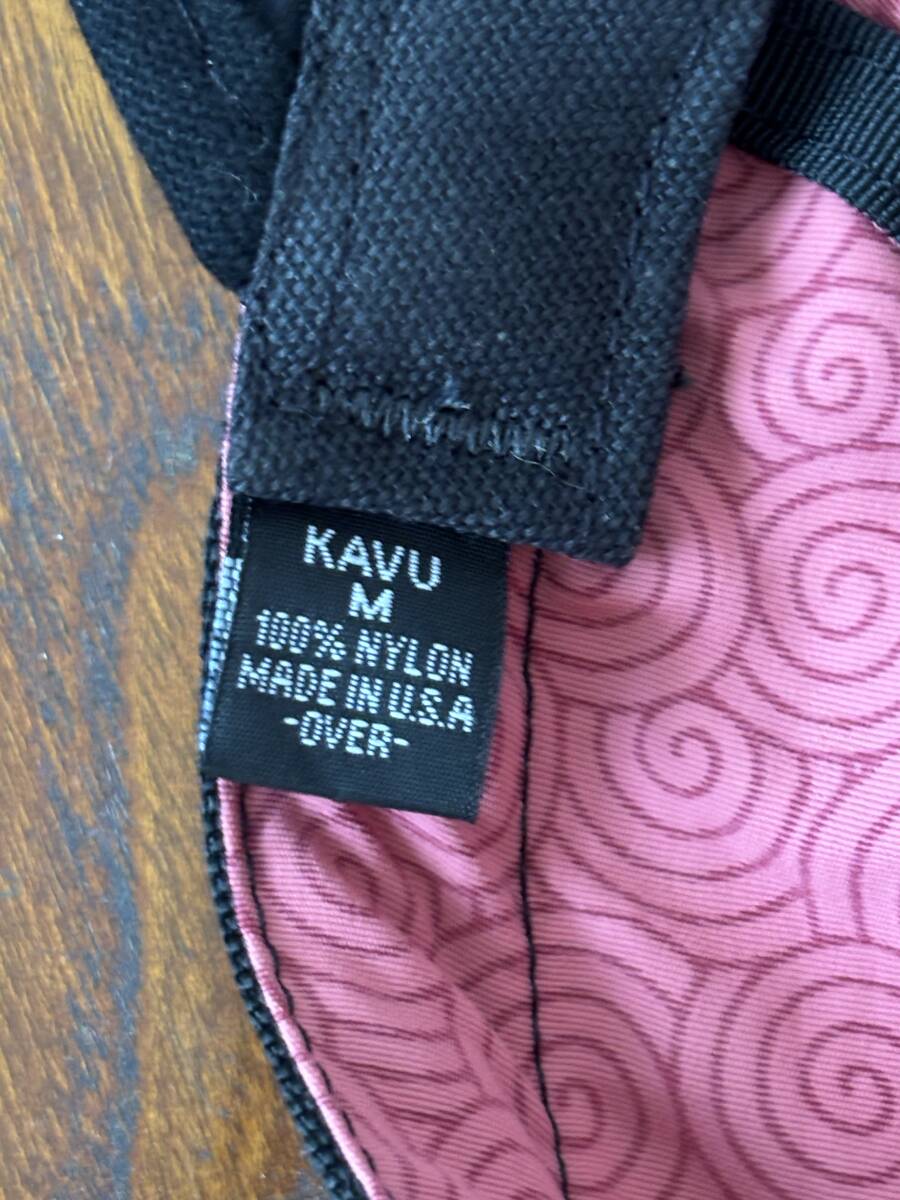 KAVU
M
100% NYLON
MADE IN U.S.A
-OVER-